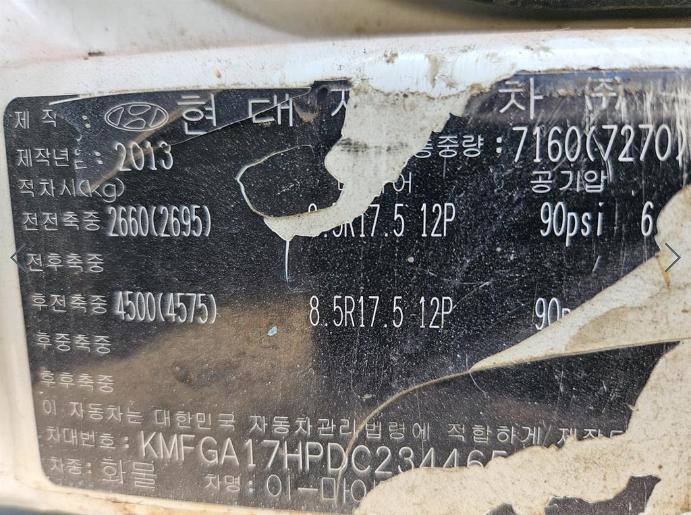 제작 : 현대 차 ㈜
제작년 : 2013 총중량 : 7160(7270)
적차시(kg) 공기압
전전축중 2660(2695) 8.5R17.5 12P 90psi
전후축중
후전축중 4500(4575) 8.5R17.5 12P
후중축중
후후축중
이 자동차는 대한민국 자동차관리법령에 적합하게
차대번호 : KMFGA17HPDC
차종: 화물 차명: